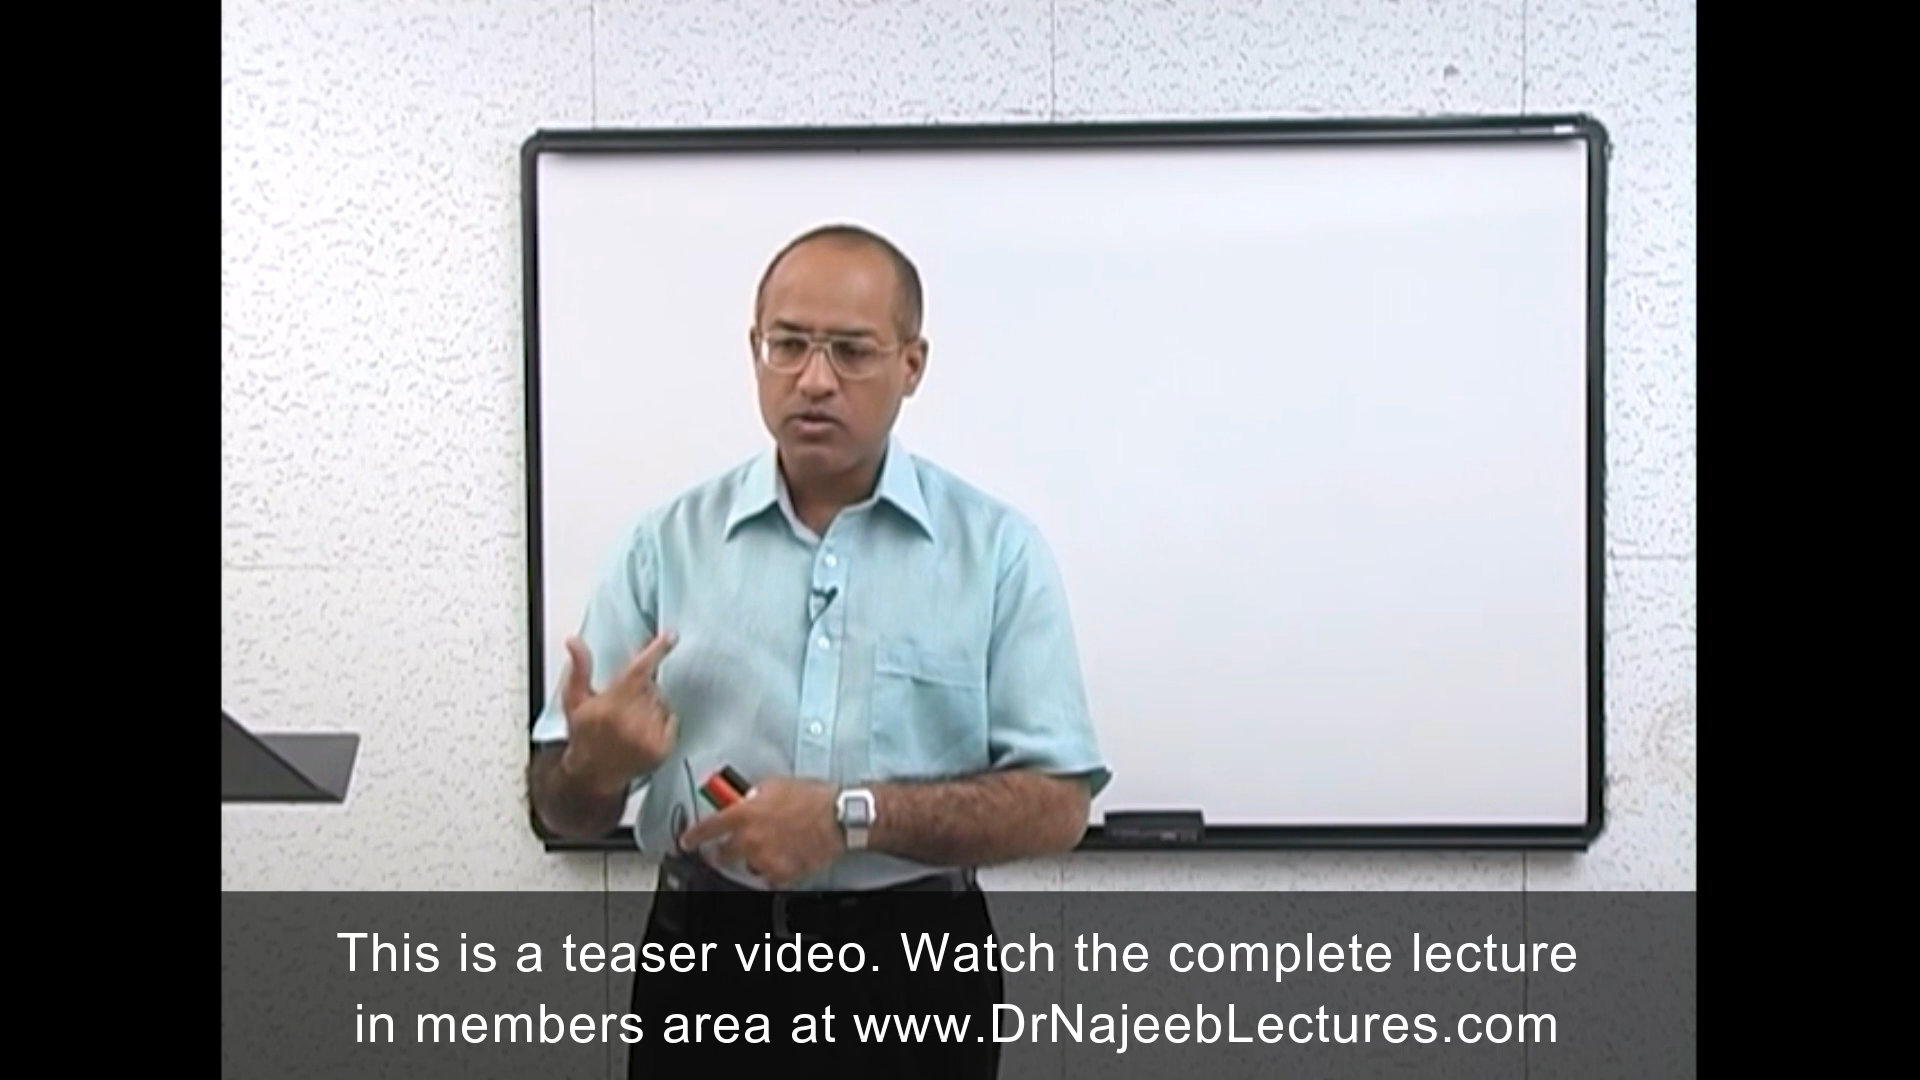 This is a teaser video. Watch the complete lecture
in members area at www.DrNajeebLectures.com